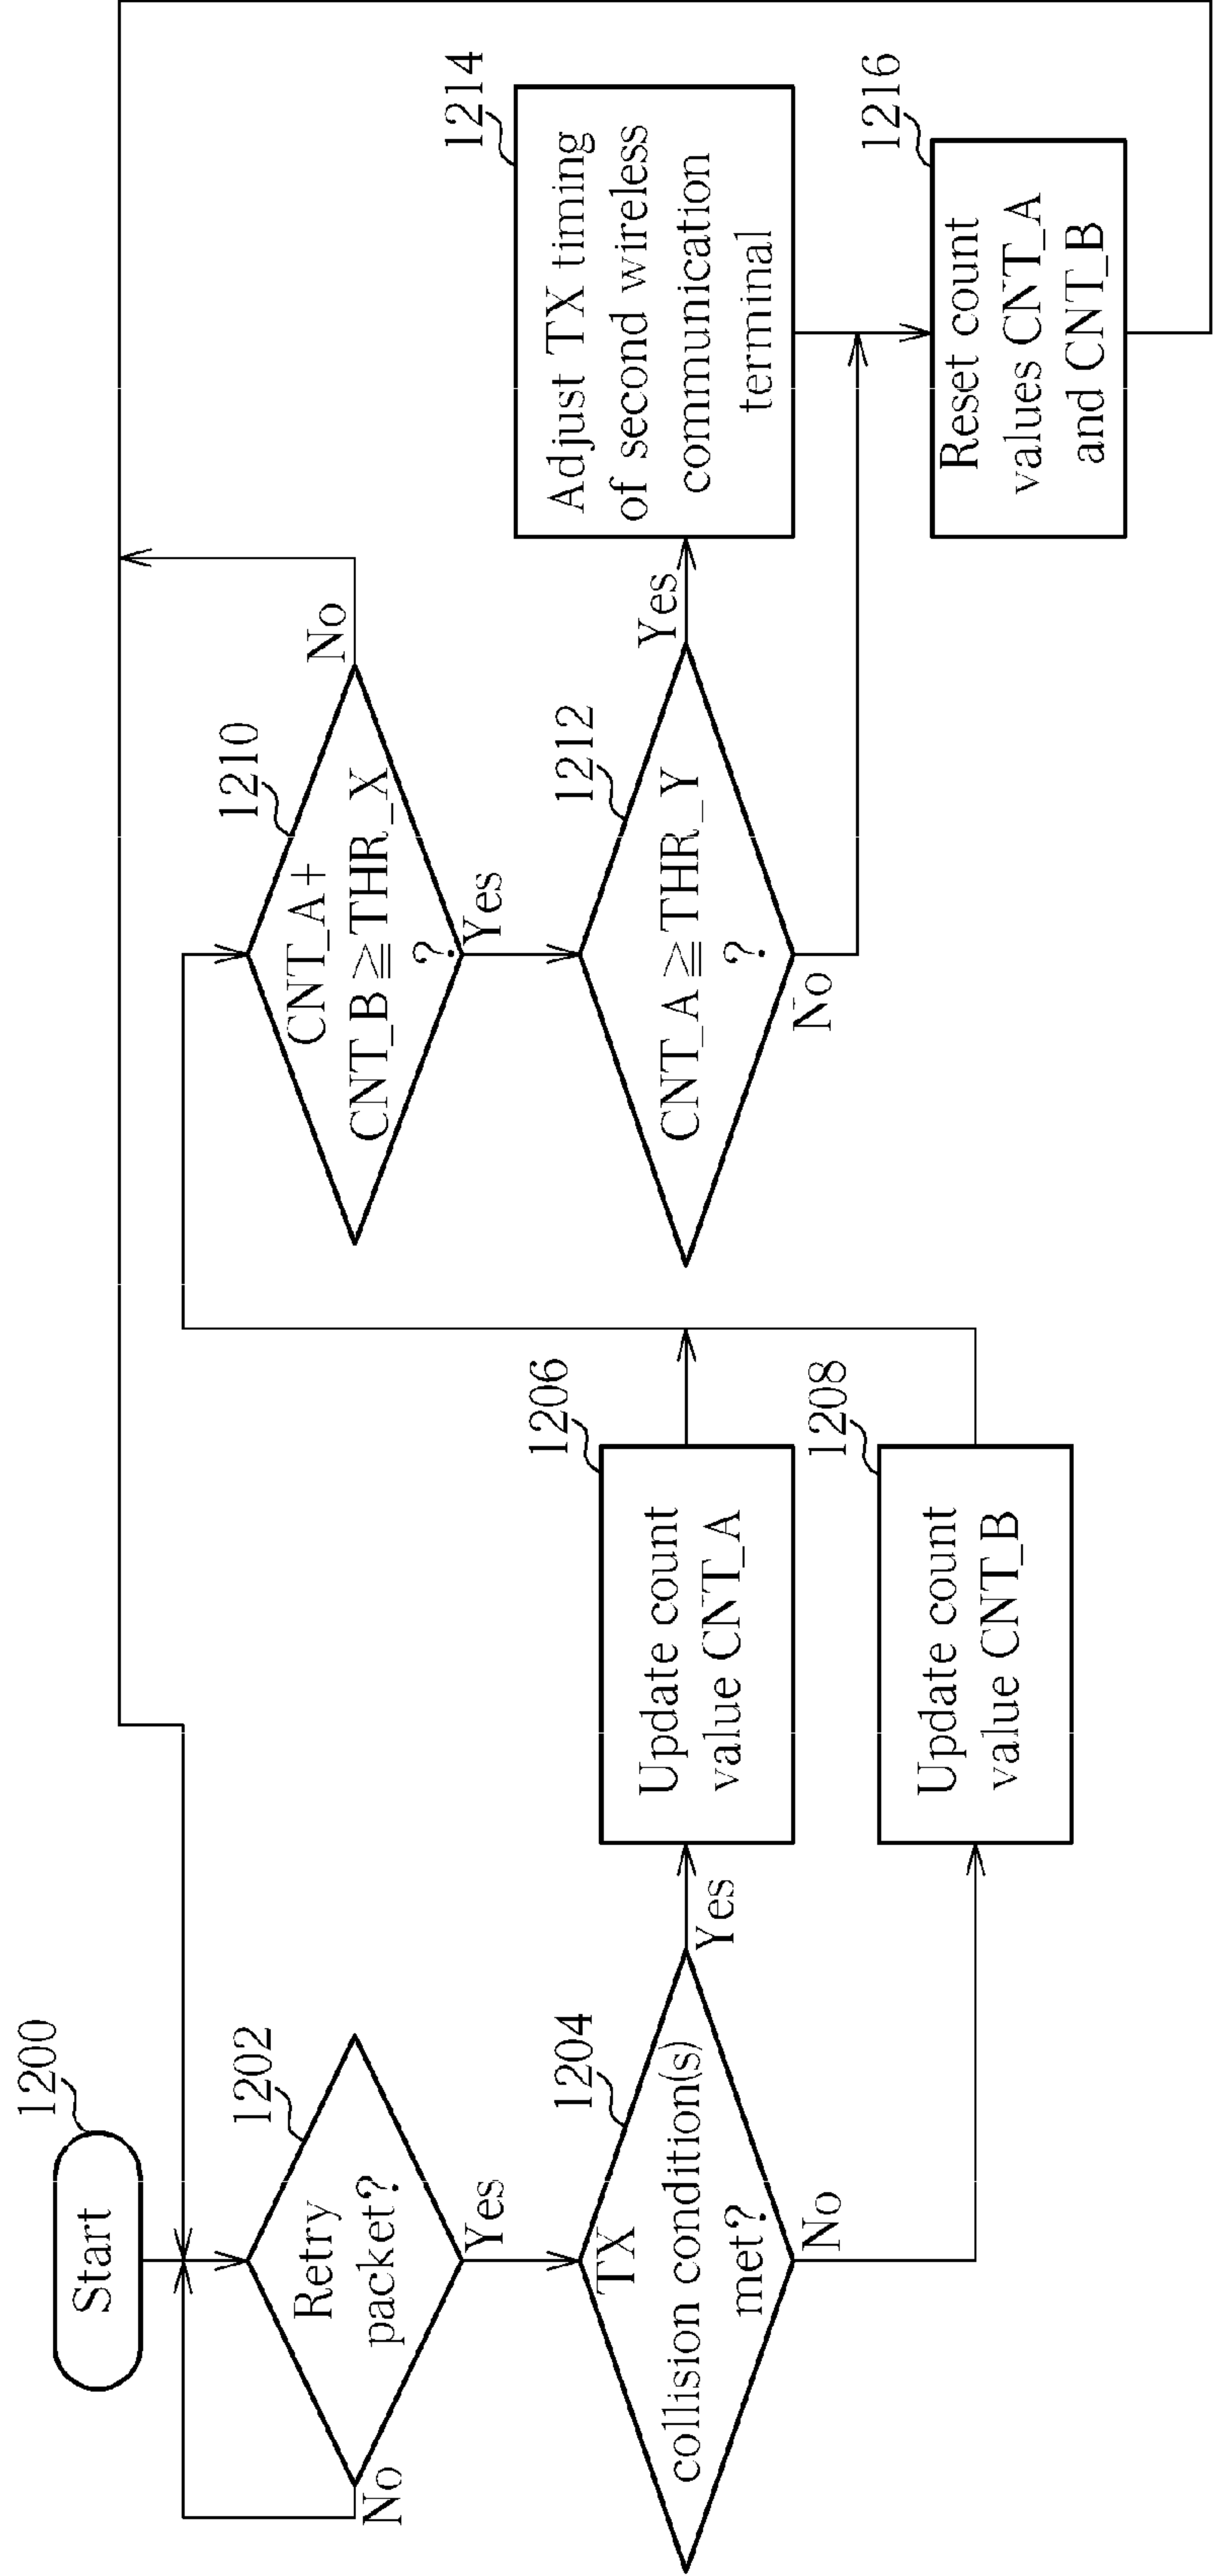 1200
Start
1202
Retry
packet?
No
Yes
1204
TX
collision condition(s)
met?
Yes
No
1206
Update count
value CNT_A
1208
Update count
value CNT_B
1210
CNT_A+
CNT_B≧THR_X
?
No
Yes
1212
CNT_A≧THR_Y
?
Yes
No
1214
Adjust TX timing
of second wireless
communication
terminal
1216
Reset count
values CNT_A
and CNT_B